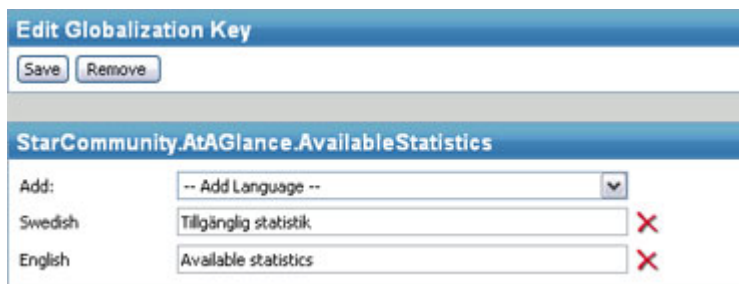 Edit Globalization Key
Save Remove
StarCommunity.AtAGlance.AvailableStatistics
Add: -- Add Language --
Swedish Tillgänglig statistik
English Available statistics